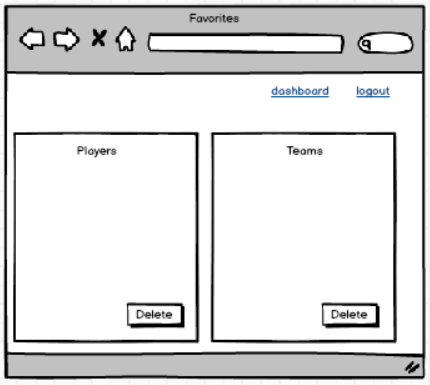 Favorites
dashboard logout
Players Teams
Delete Delete